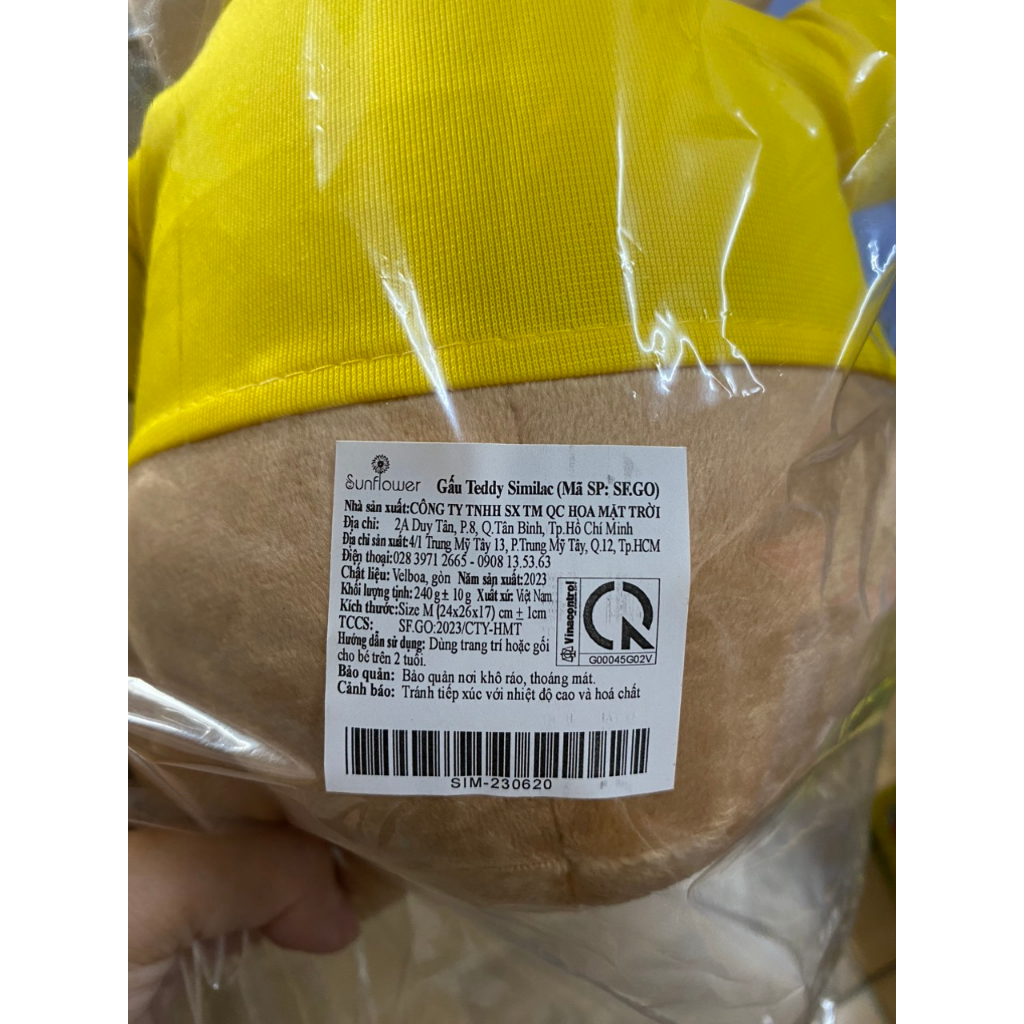 Sunflower Gấu Teddy Similac (Mã SP: SF.GO)
Nhà sản xuất:CÔNG TY TNHH SX TM QC HOA MẶT TRỜI
Địa chỉ: 2A Duy Tân, P.8, Q.Tân Bình, Tp.Hồ Chí Minh
Địa chỉ sản xuất:4/1 Trung Mỹ Tây 13, P.Trung Mỹ Tây, Q.12, Tp.HCM
Điện thoại:028 3971 2665 - 0908 13.53.63
Chất liệu: Velboa, gòn Năm sản xuất:2023
Khối lượng tịnh: 240 g ± 10 g Xuất xứ: Việt Nam
Kích thước:Size M (24x26x17) cm ± 1cm
TCCS: SF.GO:2023/CTY-HMT
Hướng dẫn sử dụng: Dùng trang trí hoặc gối
cho bé trên 2 tuổi.
Vinacontrol
G00045G02V
Bảo quản: Bảo quản nơi khô ráo, thoáng mát.
Cảnh báo: Tránh tiếp xúc với nhiệt độ cao và hoá chất
SIM-230620